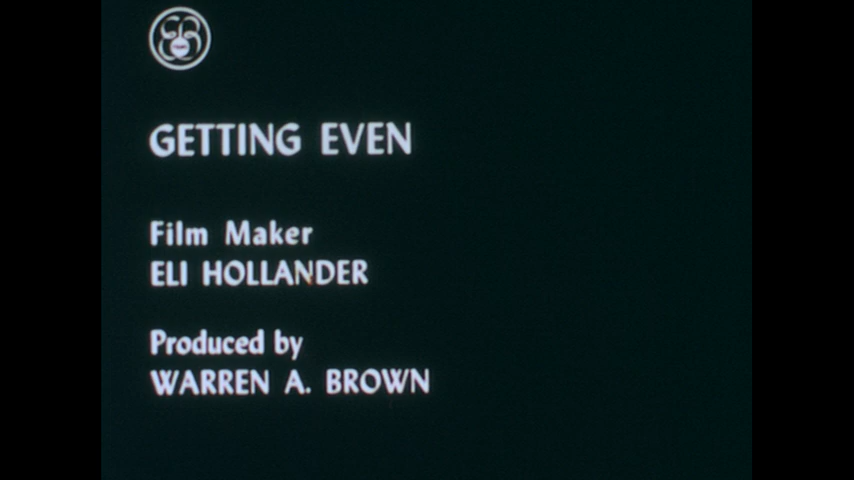 GETTING EVEN
Film Maker
ELI HOLLANDER
Produced by
WARREN A. BROWN